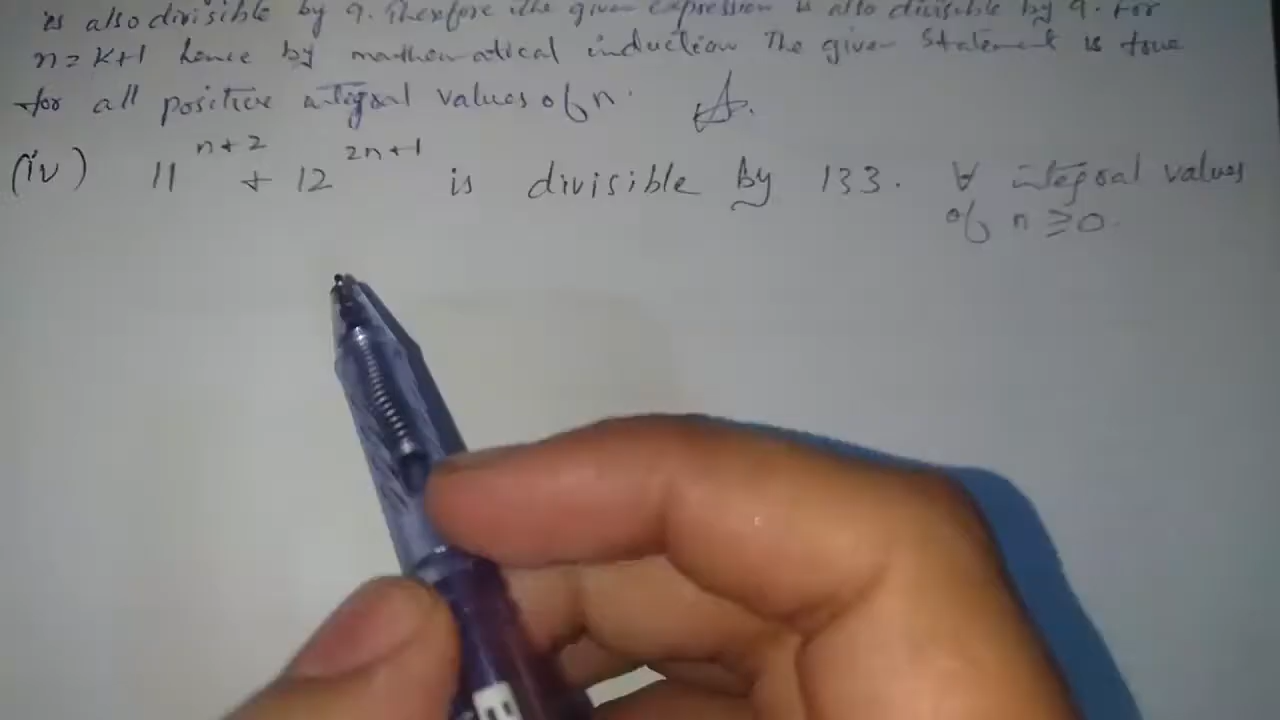 is also divisible by 9. Therefore the given expression is also divisible by 9. For
n = k+1 hence by mathematical induction The given Statement is true
for all positive integral values of n.
(iv) 11^{n+2} + 12^{2n+1} is divisible by 133. ∀ integral values
of n ≥ 0.
E